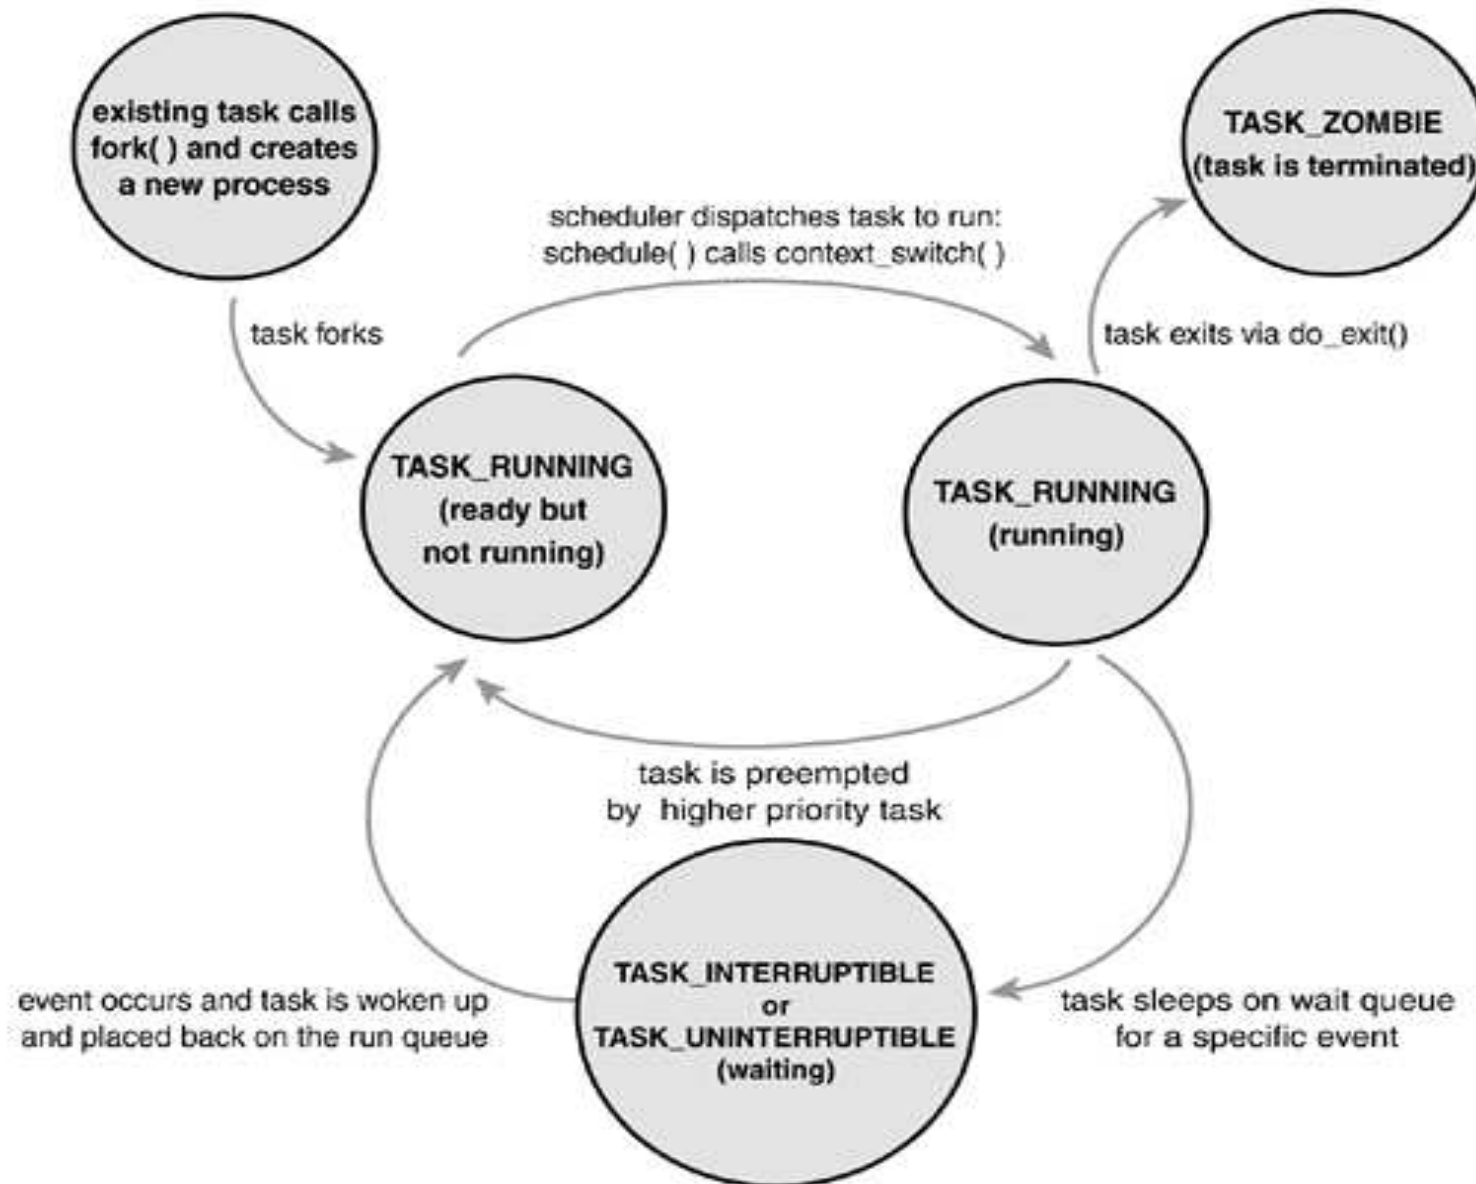 existing task calls
fork( ) and creates
a new process
TASK_ZOMBIE
(task is terminated)
scheduler dispatches task to run:
schedule( ) calls context_switch( )
task forks
task exits via do_exit()
TASK_RUNNING
(ready but
not running)
TASK_RUNNING
(running)
task is preempted
by higher priority task
event occurs and task is woken up
and placed back on the run queue
TASK_INTERRUPTIBLE
or
TASK_UNINTERRUPTIBLE
(waiting)
task sleeps on wait queue
for a specific event